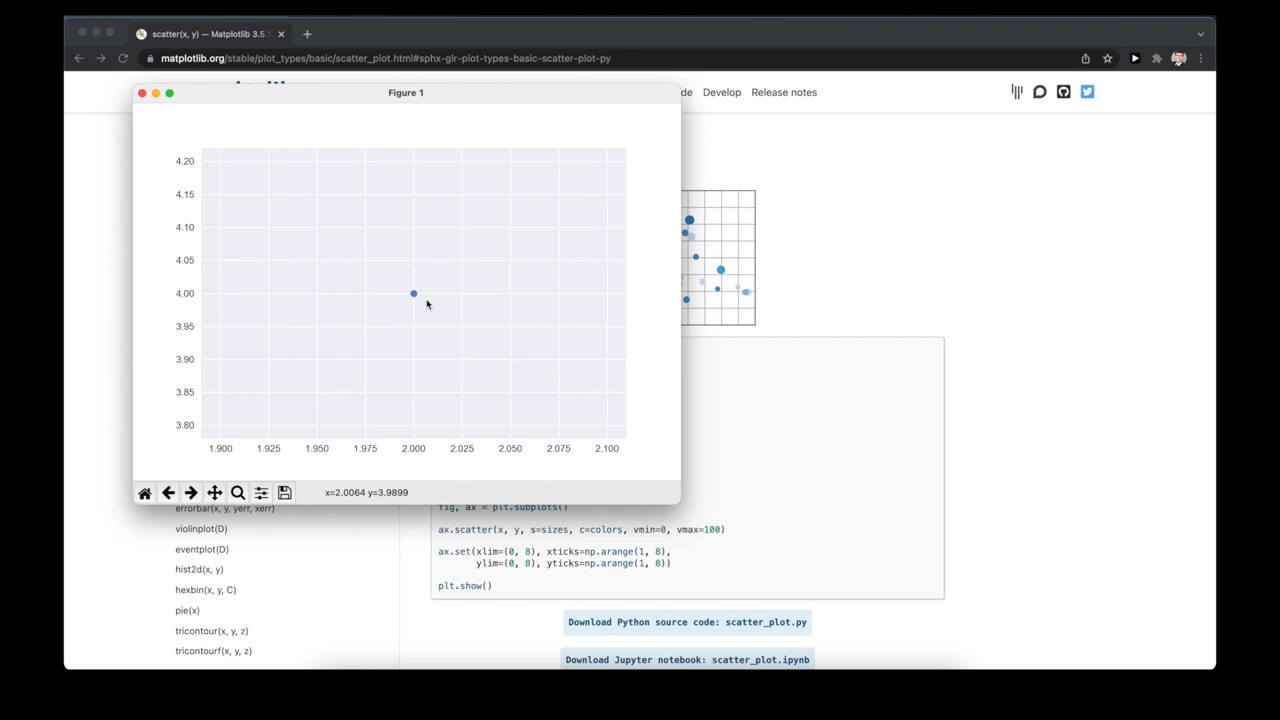 scatter(x, y) — Matplotlib 3.5.1
matplotlib.org/stable/plot_types/basic/scatter_plot.html#sphx-glr-plot-types-basic-scatter-plot-py
Figure 1
de Develop Release notes
4.20
4.15
4.10
4.05
4.00
3.95
3.90
3.85
3.80
1.900 1.925 1.950 1.975 2.000 2.025 2.050 2.075 2.100
x=2.0064 y=3.9899
errorbar(x, y, yerr, xerr)
violinplot(D)
eventplot(D)
hist2d(x, y)
hexbin(x, y, C)
pie(x)
tricontour(x, y, z)
tricontourf(x, y, z)
fig, ax = plt.subplots()
ax.scatter(x, y, s=sizes, c=colors, vmin=0, vmax=100)
ax.set(xlim=(0, 8), xticks=np.arange(1, 8),
ylim=(0, 8), yticks=np.arange(1, 8))
plt.show()
Download Python source code: scatter_plot.py
Download Jupyter notebook: scatter_plot.ipynb